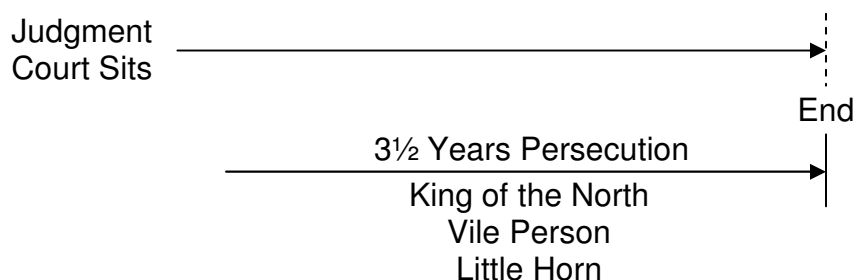 Judgment
Court Sits
End
3½ Years Persecution
King of the North
Vile Person
Little Horn